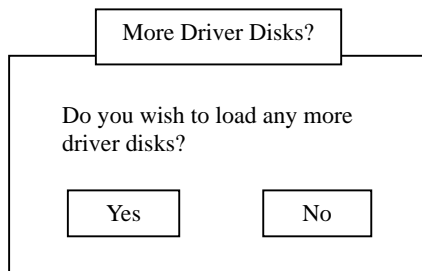 More Driver Disks?
Do you wish to load any more
driver disks?
Yes
No